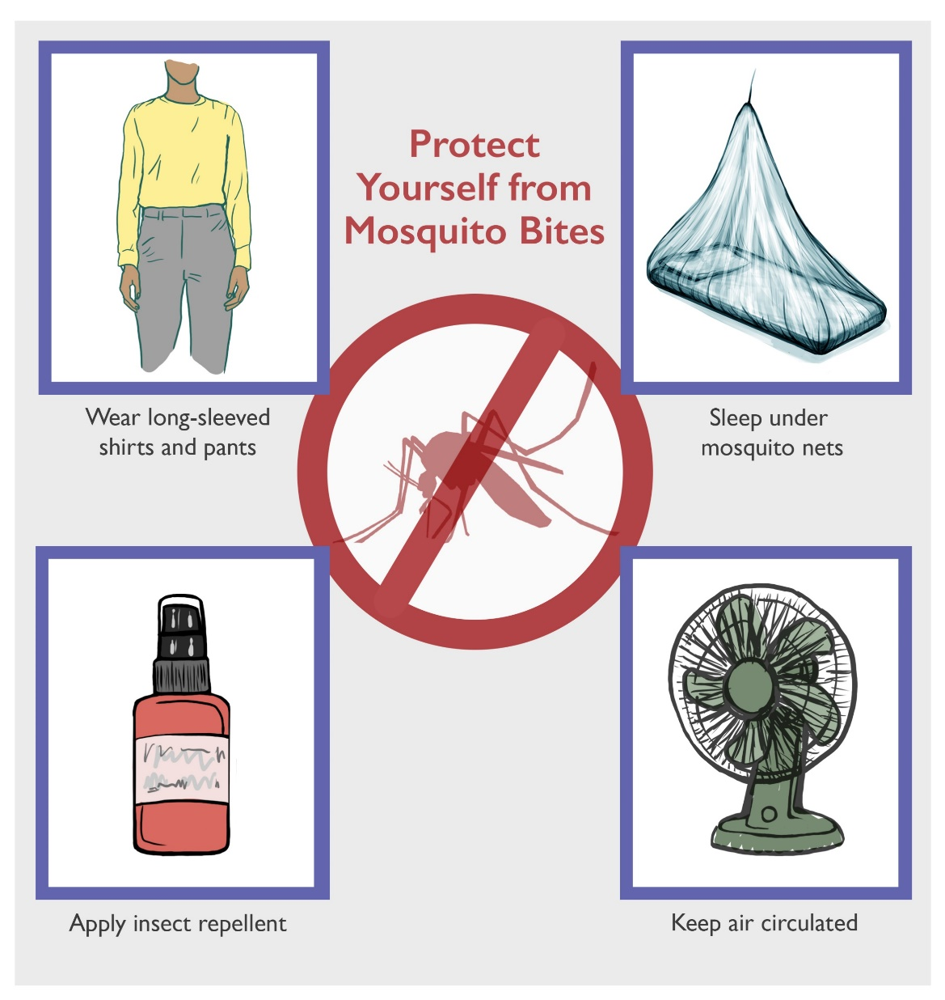 Protect
Yourself from
Mosquito Bites
Wear long-sleeved
shirts and pants
Sleep under
mosquito nets
Apply insect repellent
Keep air circulated